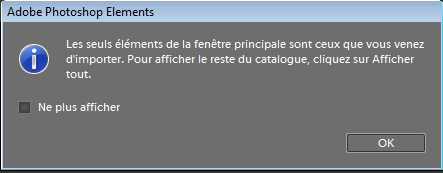 Adobe Photoshop Elements
Les seuls éléments de la fenêtre principale sont ceux que vous venez
d'importer. Pour afficher le reste du catalogue, cliquez sur Afficher
tout.
Ne plus afficher
OK